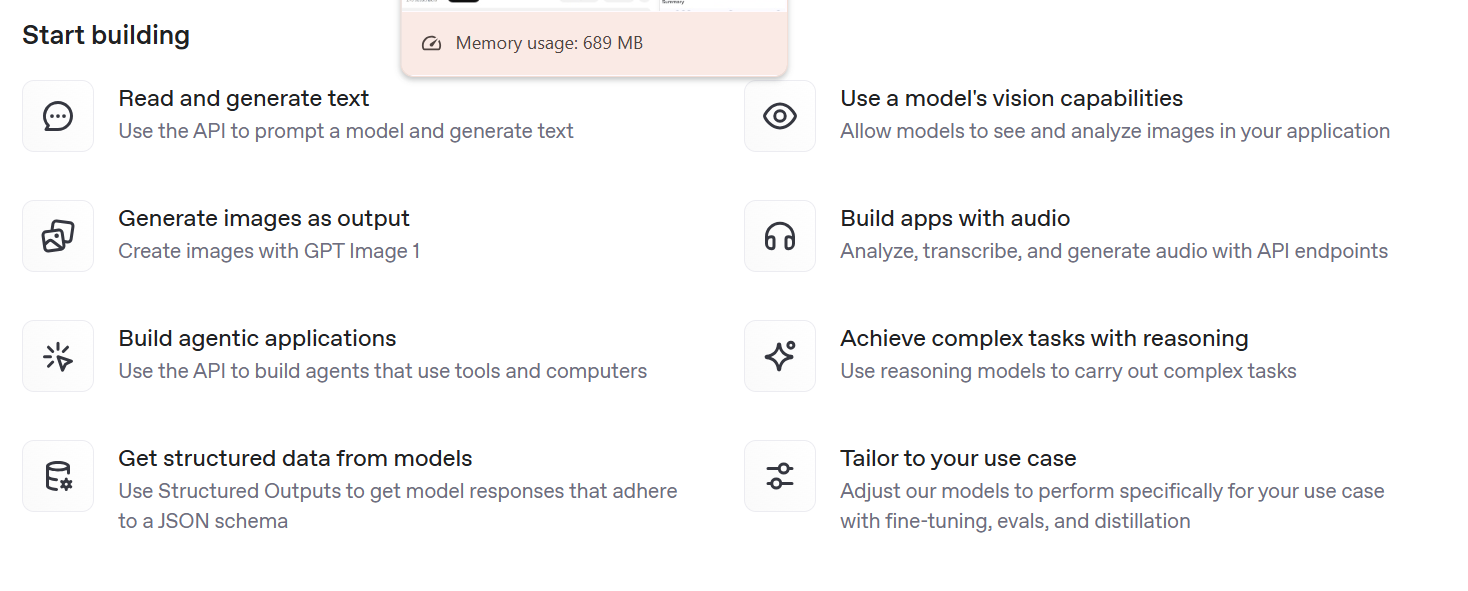 Summary
Start building
Memory usage: 689 MB
Read and generate text
Use the API to prompt a model and generate text
Use a model's vision capabilities
Allow models to see and analyze images in your application
Generate images as output
Create images with GPT Image 1
Build apps with audio
Analyze, transcribe, and generate audio with API endpoints
Build agentic applications
Use the API to build agents that use tools and computers
Achieve complex tasks with reasoning
Use reasoning models to carry out complex tasks
Get structured data from models
Use Structured Outputs to get model responses that adhere
to a JSON schema
Tailor to your use case
Adjust our models to perform specifically for your use case
with fine-tuning, evals, and distillation